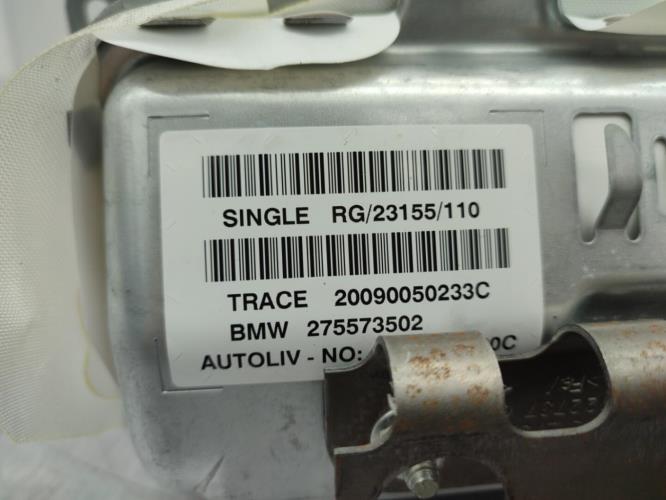 SINGLE RG/23155/110
TRACE 20090050233C
BMW 275573502
AUTOLIV - NO: